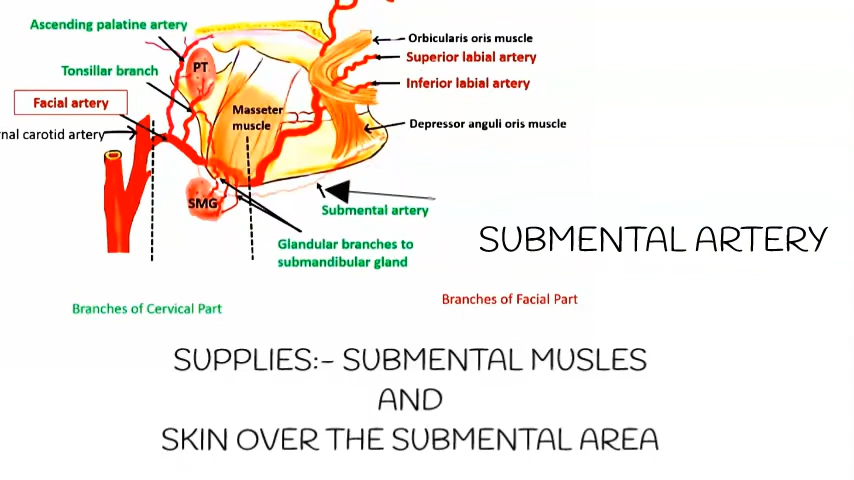 Ascending palatine artery
Orbicularis oris muscle
Superior labial artery
PT
Tonsillar branch
Inferior labial artery
Facial artery
Masseter
muscle
Depressor anguli oris muscle
nal carotid artery
SMG
Submental artery
SUBMENTAL ARTERY
Glandular branches to
submandibular gland
Branches of Facial Part
Branches of Cervical Part
SUPPLIES:- SUBMENTAL MUSLES
AND
SKIN OVER THE SUBMENTAL AREA